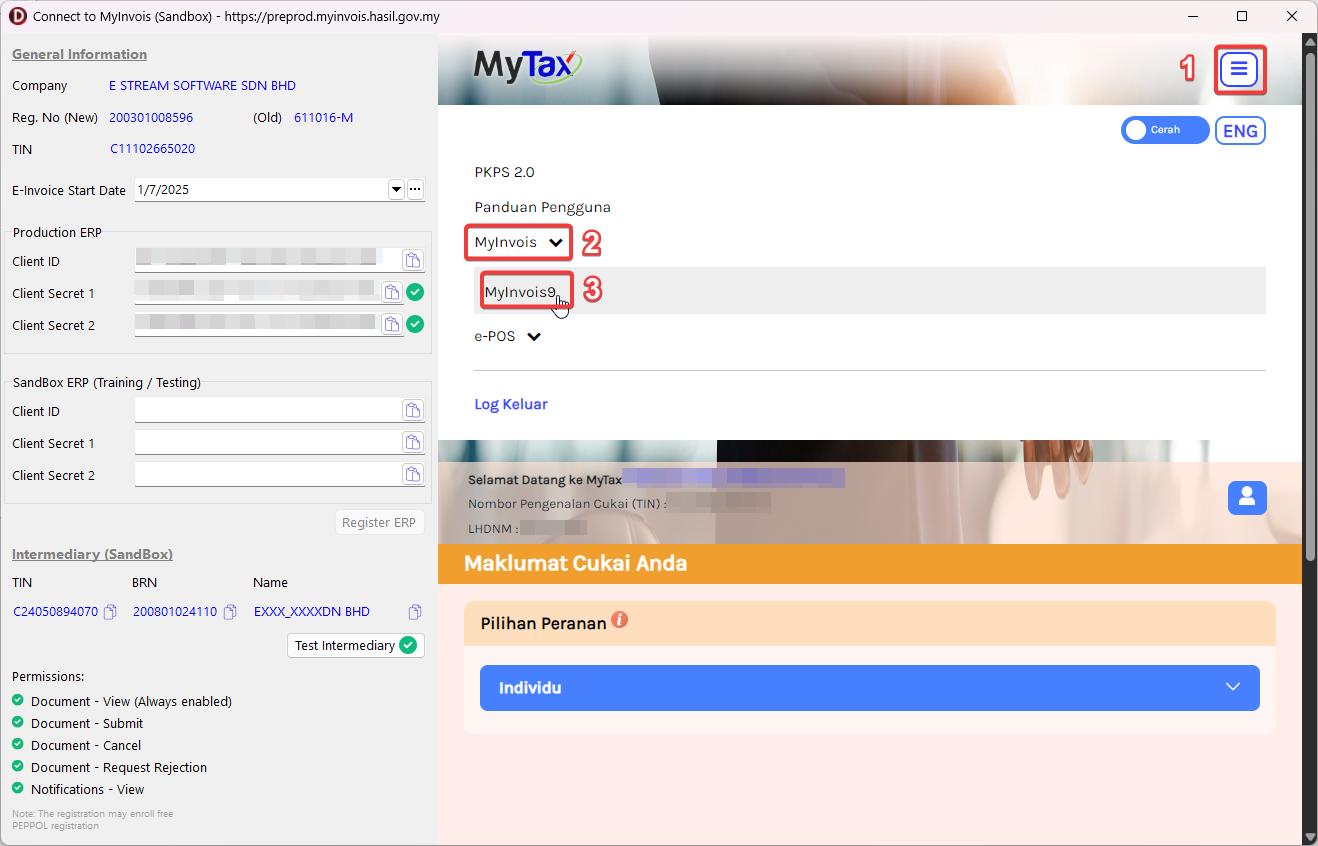 Connect to MyInvois (Sandbox) - https://preprod.myinvois.hasil.gov.my
General Information
Company E STREAM SOFTWARE SDN BHD
Reg. No (New) 200301008596 (Old) 611016-M
TIN C11102665020
E-Invoice Start Date 1/7/2025
Production ERP
Client ID
Client Secret 1
Client Secret 2
SandBox ERP (Training / Testing)
Client ID
Client Secret 1
Client Secret 2
Register ERP
Intermediary (SandBox)
TIN BRN Name
C24050894070 200801024110 EXXX_XXXXDN BHD
Test Intermediary
Permissions:
Document - View (Always enabled)
Document - Submit
Document - Cancel
Document - Request Rejection
Notifications - View
Note: The registration may enroll free
PEPPOL registration
MyTax
1
Cerah ENG
PKPS 2.0
Panduan Pengguna
MyInvois 2
MyInvois9 3
e-POS
Log Keluar
Selamat Datang ke MyTax
Nombor Pengenalan Cukai (TIN) :
LHDNM :
Maklumat Cukai Anda
Pilihan Peranan i
Individu